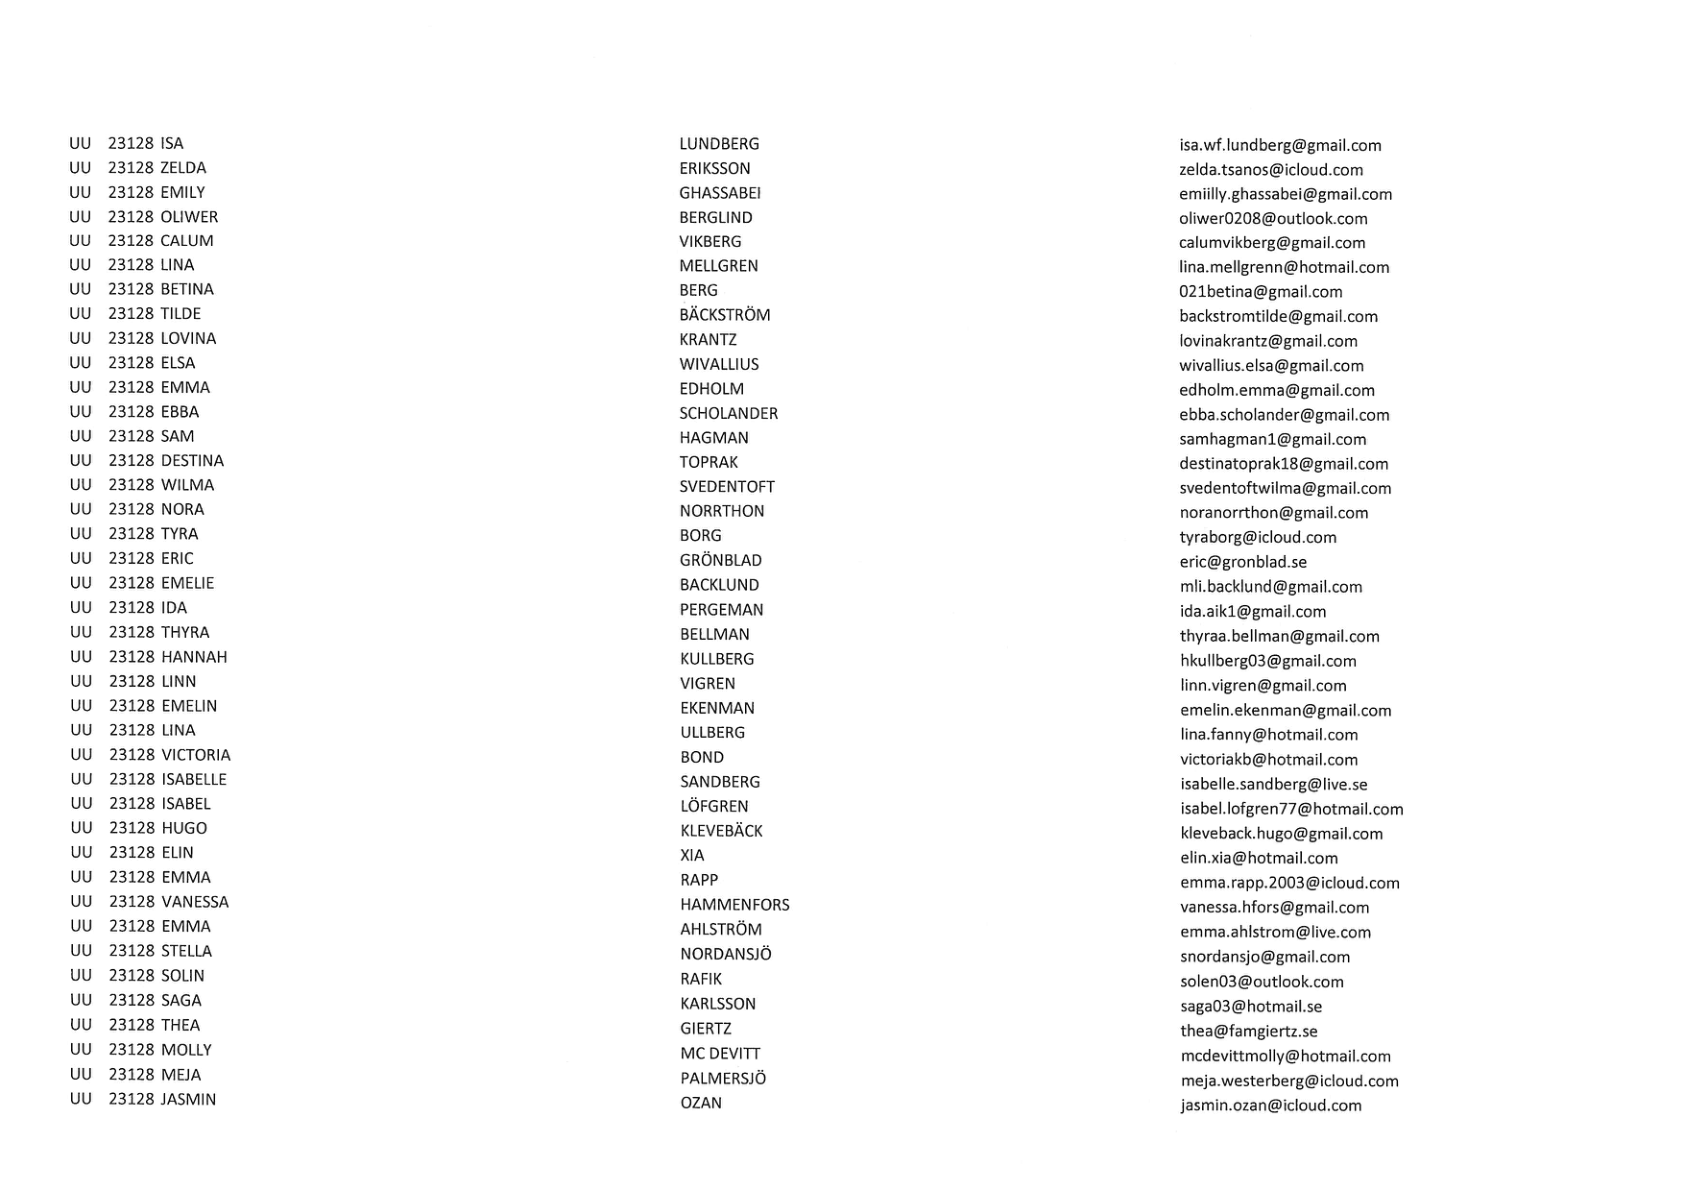 UU 23128 ISA LUNDBERG isa.wf.lundberg@gmail.com
UU 23128 ZELDA ERIKSSON zelda.tsanos@icloud.com
UU 23128 EMILY GHASSABEI emiilly.ghassabei@gmail.com
UU 23128 OLIWER BERGLIND oliwer0208@outlook.com
UU 23128 CALUM VIKBERG calumvikberg@gmail.com
UU 23128 LINA MELLGREN lina.mellgrenn@hotmail.com
UU 23128 BETINA BERG 021betina@gmail.com
UU 23128 TILDE BÄCKSTRÖM backstromtilde@gmail.com
UU 23128 LOVINA KRANTZ lovinakrantz@gmail.com
UU 23128 ELSA WIVALLIUS wivallius.elsa@gmail.com
UU 23128 EMMA EDHOLM edholm.emma@gmail.com
UU 23128 EBBA SCHOLANDER ebba.scholander@gmail.com
UU 23128 SAM HAGMAN samhagman1@gmail.com
UU 23128 DESTINA TOPRAK destinatoprak18@gmail.com
UU 23128 WILMA SVEDENTOFT svedentoftwilma@gmail.com
UU 23128 NORA NORRTHON noranorrthon@gmail.com
UU 23128 TYRA BORG tyraborg@icloud.com
UU 23128 ERIC GRÖNBLAD eric@gronblad.se
UU 23128 EMELIE BACKLUND mli.backlund@gmail.com
UU 23128 IDA PERGEMAN ida.aik1@gmail.com
UU 23128 THYRA BELLMAN thyraa.bellman@gmail.com
UU 23128 HANNAH KULLBERG hkullberg03@gmail.com
UU 23128 LINN VIGREN linn.vigren@gmail.com
UU 23128 EMELIN EKENMAN emelin.ekenman@gmail.com
UU 23128 LINA ULLBERG lina.fanny@hotmail.com
UU 23128 VICTORIA BOND victoriakb@hotmail.com
UU 23128 ISABELLE SANDBERG isabelle.sandberg@live.se
UU 23128 ISABEL LÖFGREN isabel.lofgren77@hotmail.com
UU 23128 HUGO KLEVEBÄCK kleveback.hugo@gmail.com
UU 23128 ELIN XIA elin.xia@hotmail.com
UU 23128 EMMA RAPP emma.rapp.2003@icloud.com
UU 23128 VANESSA HAMMENFORS vanessa.hfors@gmail.com
UU 23128 EMMA AHLSTRÖM emma.ahlstrom@live.com
UU 23128 STELLA NORDANSJÖ snordansjo@gmail.com
UU 23128 SOLIN RAFIK solen03@outlook.com
UU 23128 SAGA KARLSSON saga03@hotmail.se
UU 23128 THEA GIERTZ thea@famgiertz.se
UU 23128 MOLLY MC DEVITT mcdevittmolly@hotmail.com
UU 23128 MEJA PALMERSJÖ meja.westerberg@icloud.com
UU 23128 JASMIN OZAN jasmin.ozan@icloud.com